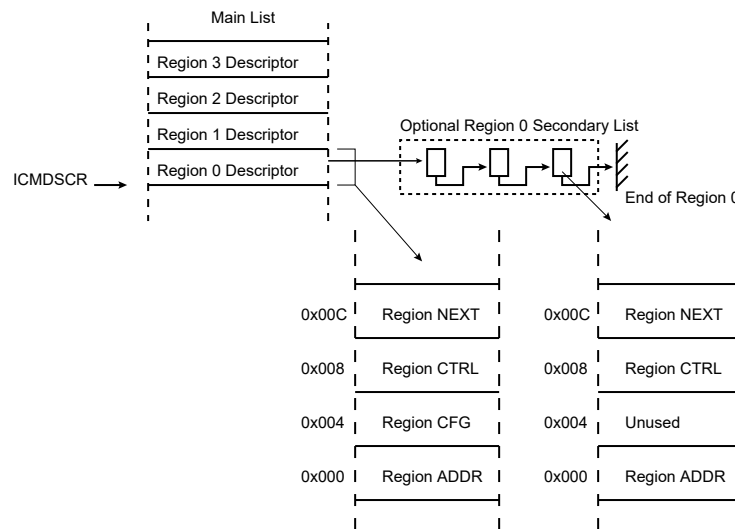 Main List
Region 3 Descriptor
Region 2 Descriptor
Region 1 Descriptor
Region 0 Descriptor
ICMDSCR
Optional Region 0 Secondary List
End of Region 0
0x00C Region NEXT
0x008 Region CTRL
0x004 Region CFG
0x000 Region ADDR
0x00C Region NEXT
0x008 Region CTRL
0x004 Unused
0x000 Region ADDR